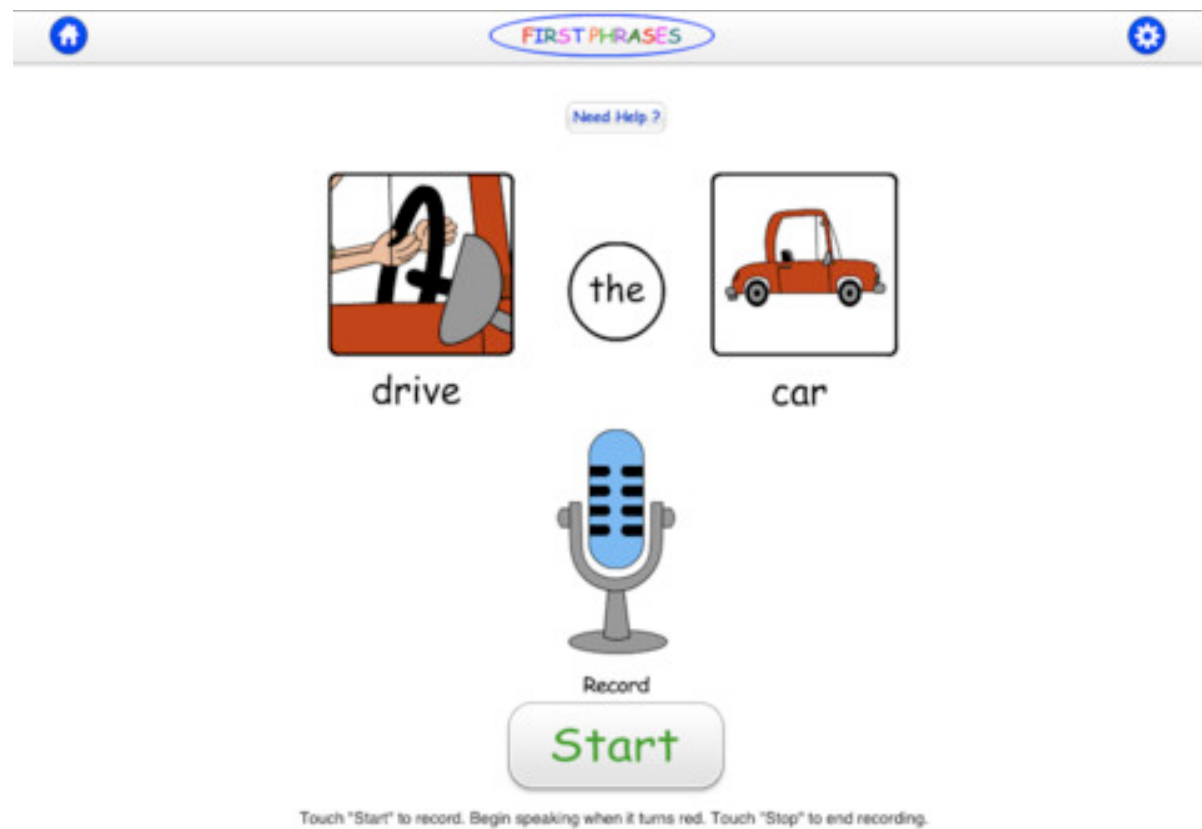 FIRST PHRASES
Need Help ?
the
drive car
Record
Start
Touch "Start" to record. Begin speaking when it turns red. Touch "Stop" to end recording.